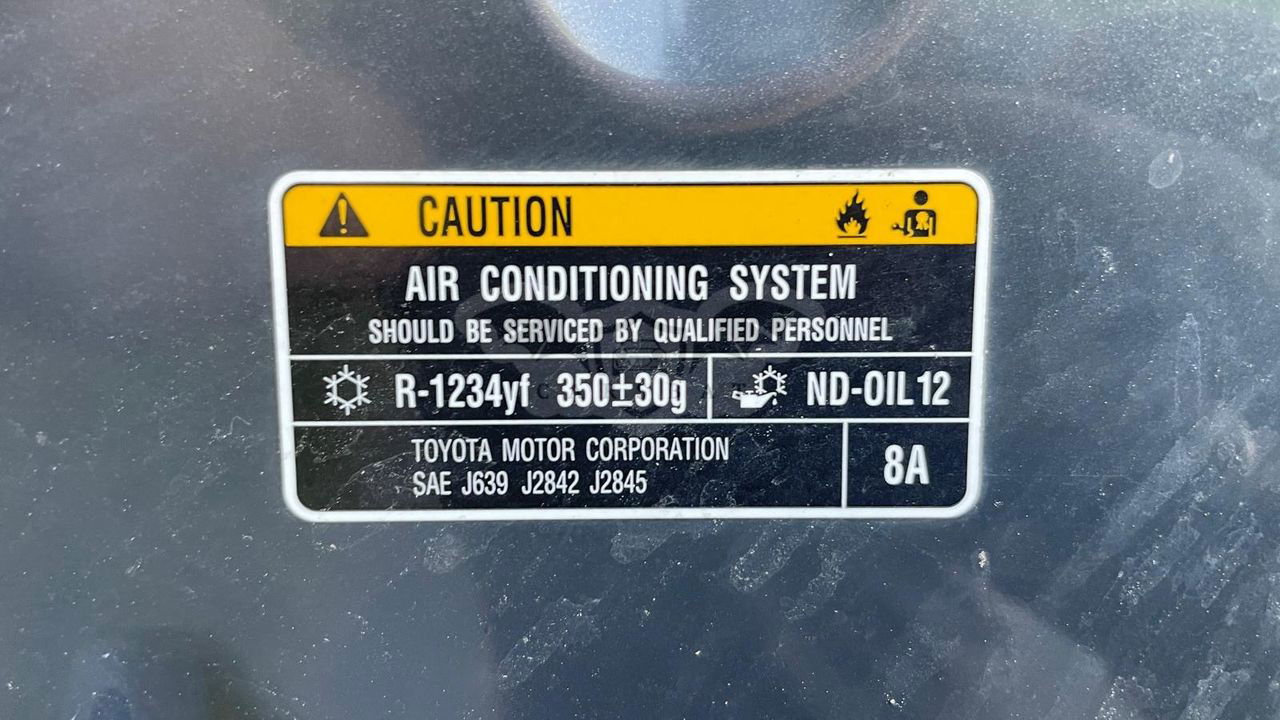 CAUTION
AIR CONDITIONING SYSTEM
SHOULD BE SERVICED BY QUALIFIED PERSONNEL
R-1234yf 350±30g ND-OIL12
TOYOTA MOTOR CORPORATION
SAE J639 J2842 J2845
8A